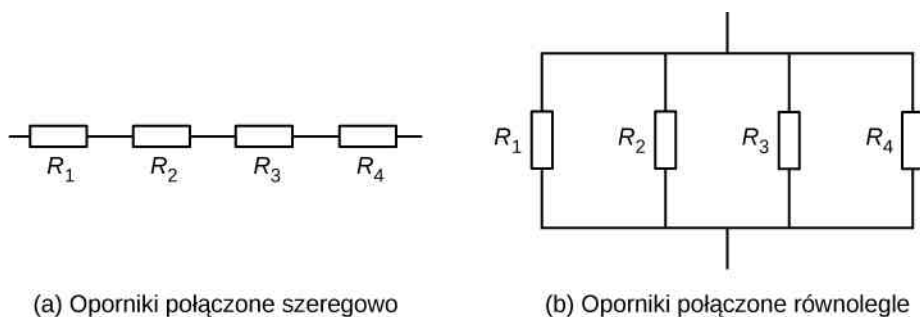 R1 R2 R3 R4
R1 R2 R3 R4
(a) Oporniki połączone szeregowo
(b) Oporniki połączone równolegle